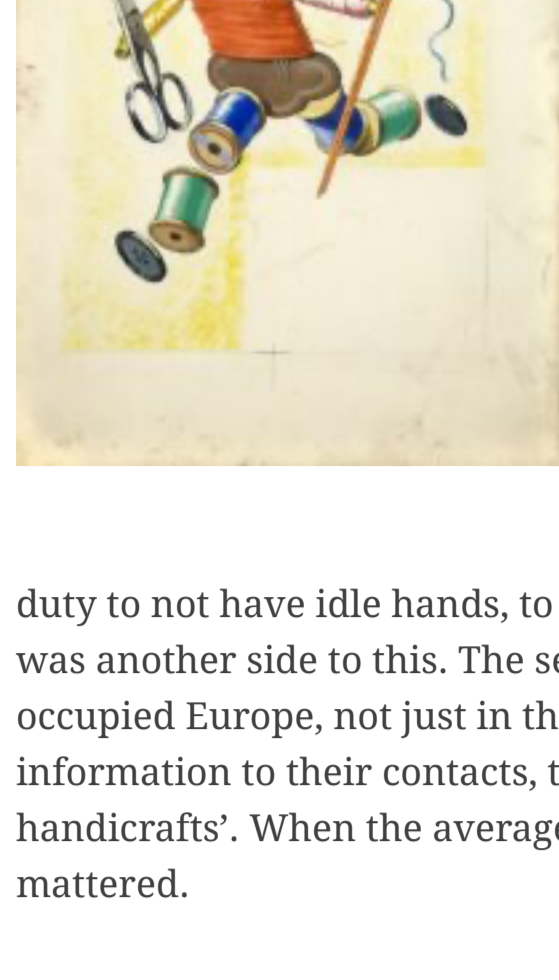 duty to not have idle hands, to
was another side to this. The se
occupied Europe, not just in th
information to their contacts, t
handicrafts’. When the average
mattered.